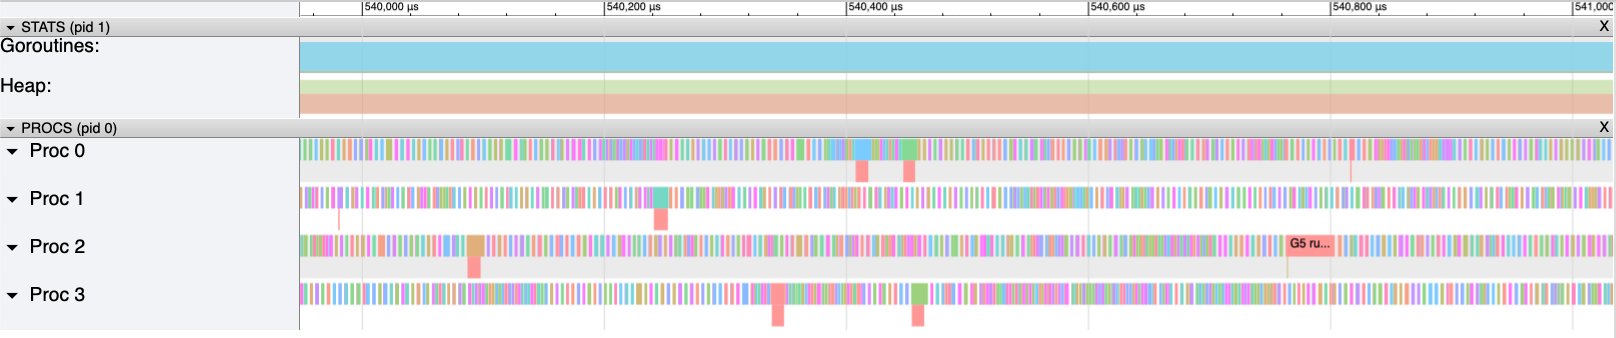 540,000 µs 540,200 µs 540,400 µs 540,600 µs 540,800 µs 541,000
STATS (pid 1) X
Goroutines:
Heap:
PROCS (pid 0) X
Proc 0
Proc 1
Proc 2 G5 ru...
Proc 3